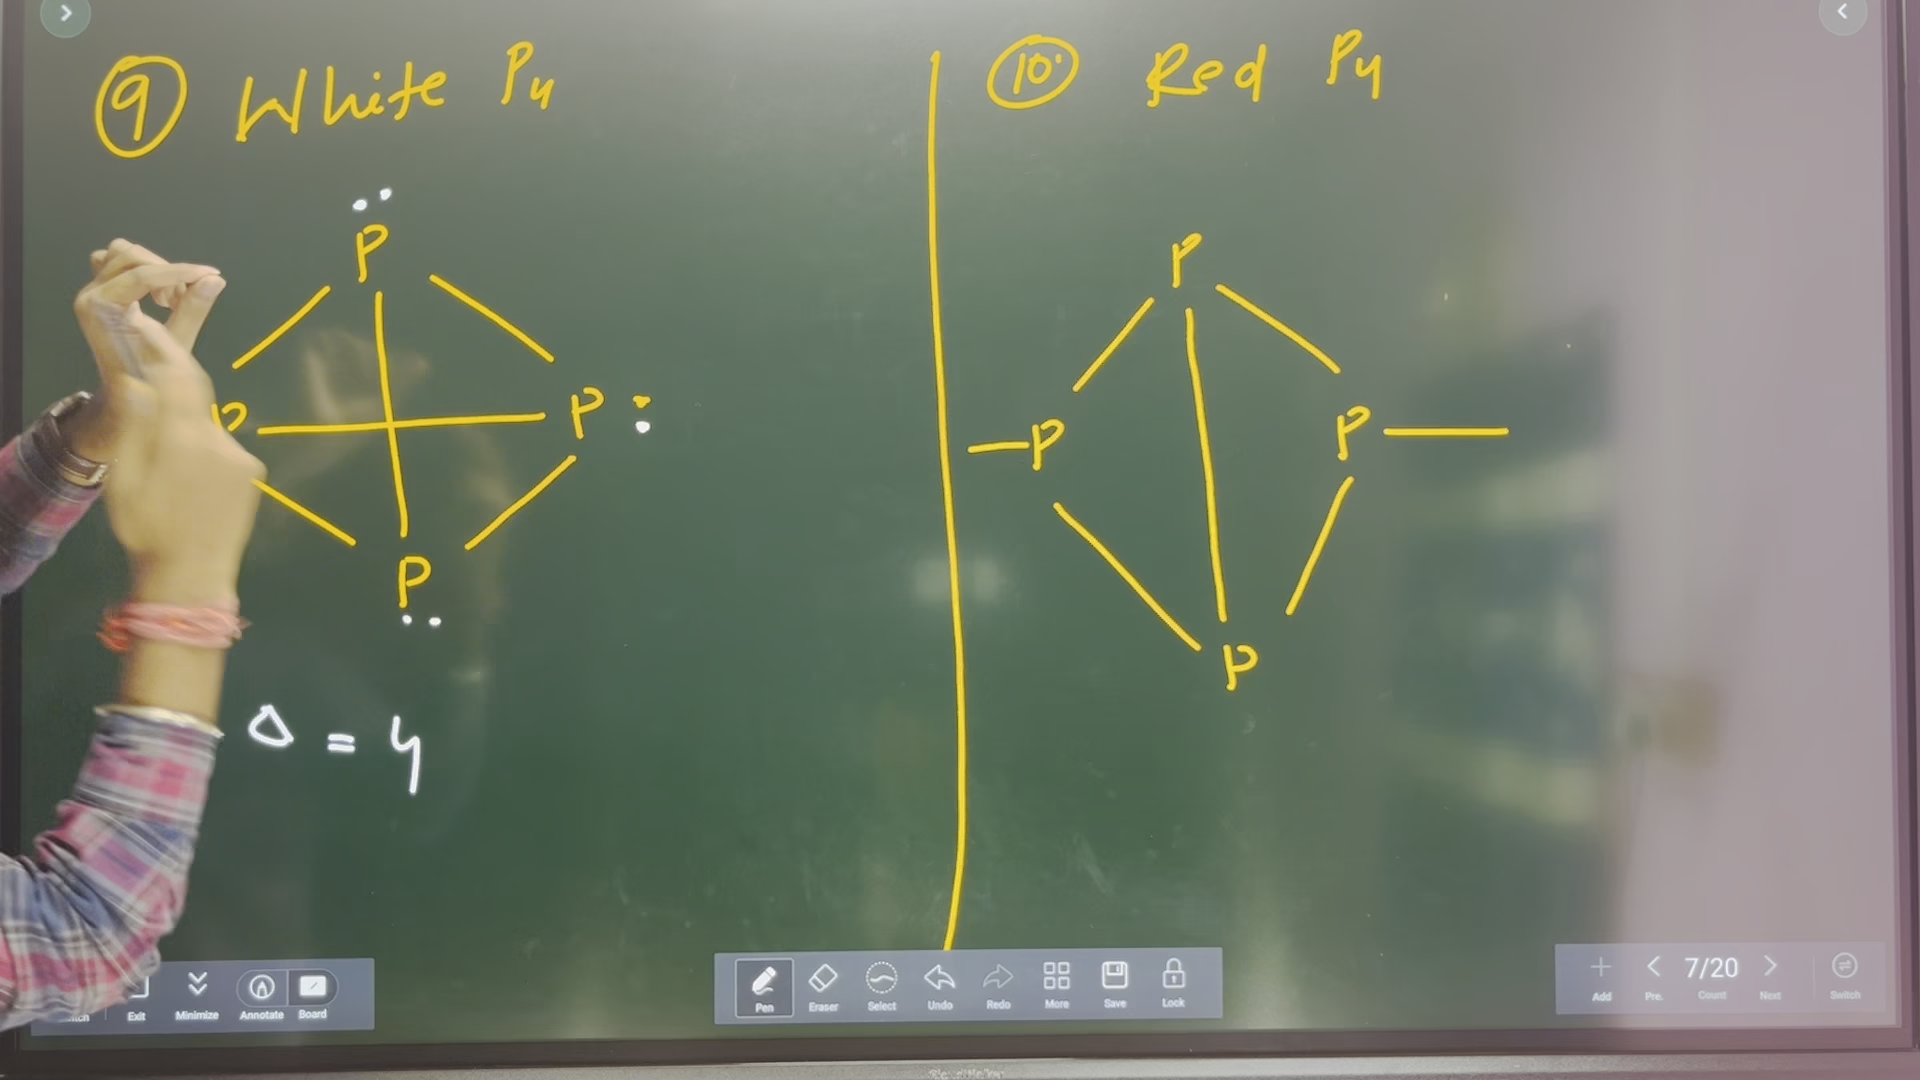 9 White P4
P
P P
P
Δ = 4
10 Red P4
P
P P
P
Exit Minimize Annotate Board
Pen Eraser Select Undo Redo More Save Lock
7/20
Add Pre. Count Next Switch